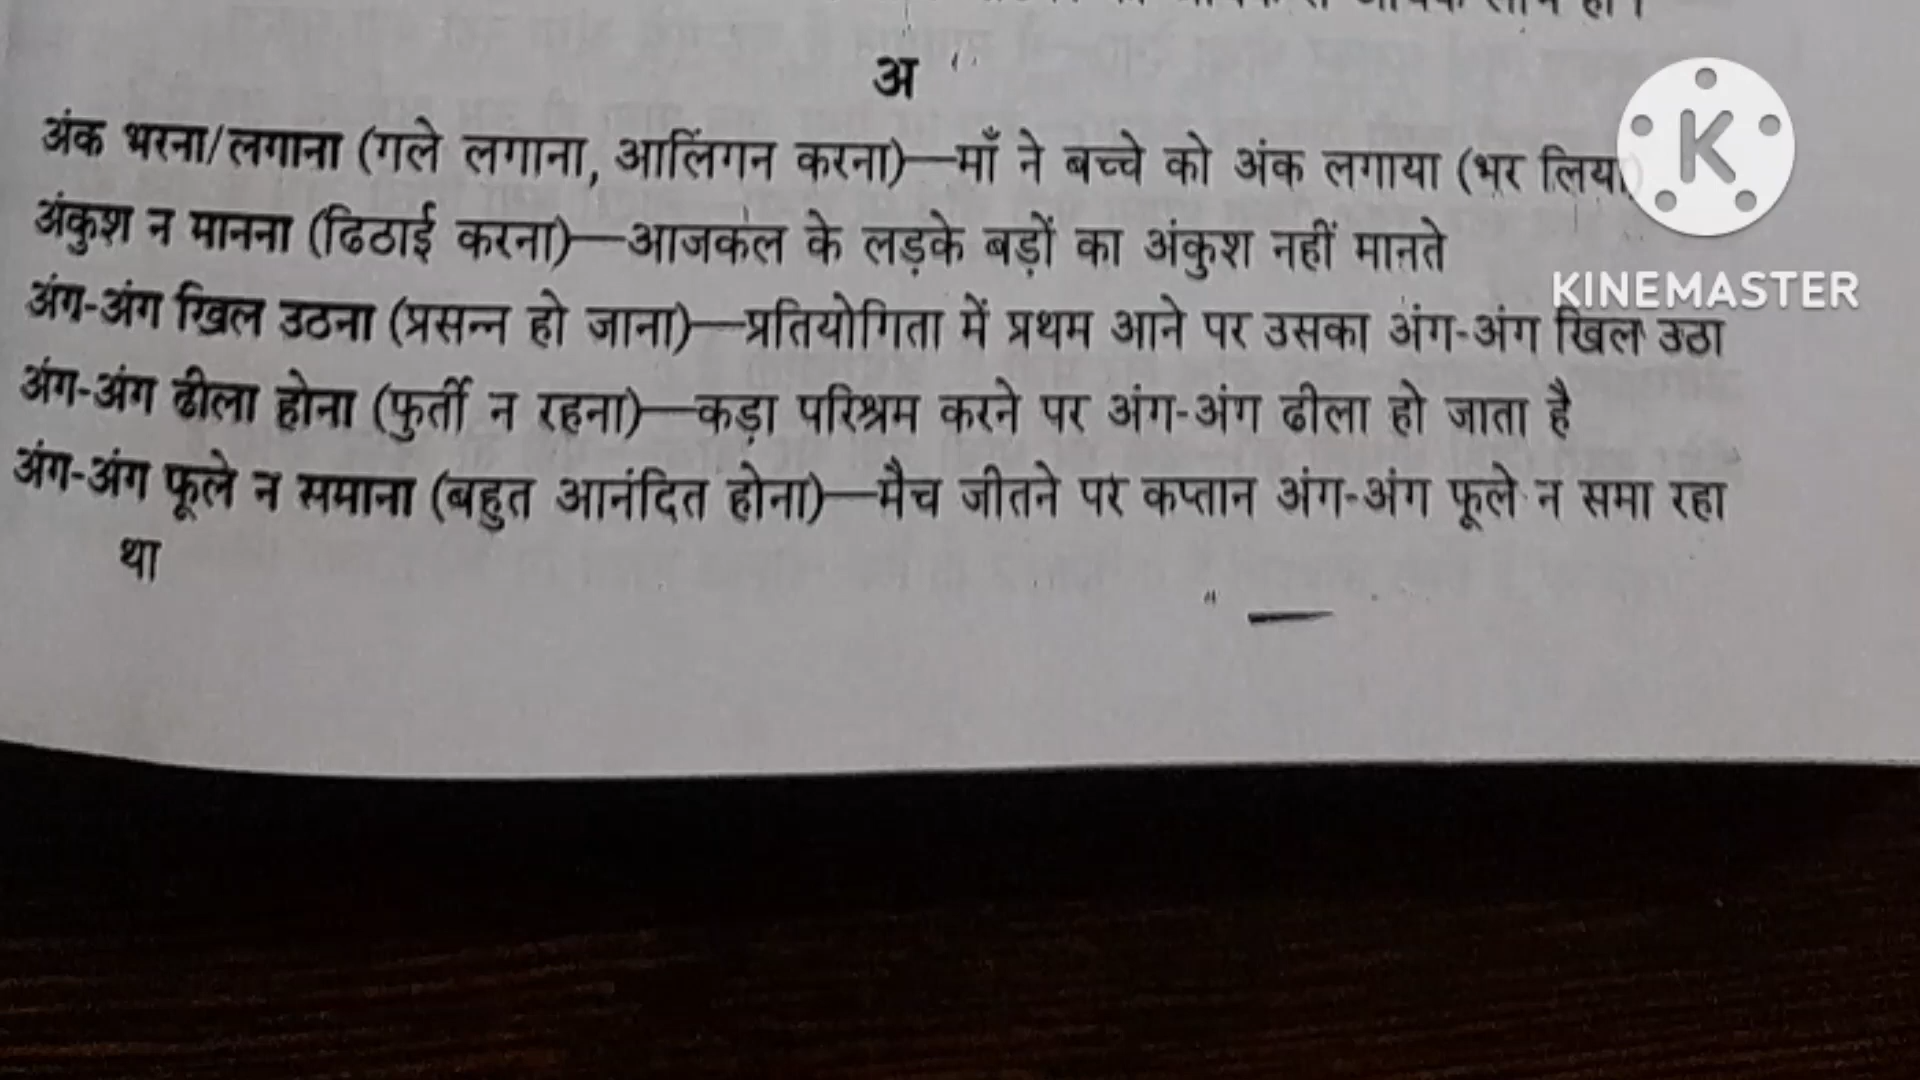 अ
अंक भरना/लगाना (गले लगाना, आलिंगन करना)—माँ ने बच्चे को अंक लगाया (भर लिया)
अंकुश न मानना (ढिठाई करना)—आजकल के लड़के बड़ों का अंकुश नहीं मानते
अंग-अंग खिल उठना (प्रसन्न हो जाना)—प्रतियोगिता में प्रथम आने पर उसका अंग-अंग खिल उठा
अंग-अंग ढीला होना (फुर्ती न रहना)—कड़ा परिश्रम करने पर अंग-अंग ढीला हो जाता है
अंग-अंग फूले न समाना (बहुत आनंदित होना)—मैच जीतने पर कप्तान अंग-अंग फूले न समा रहा
था
K
KINEMASTER